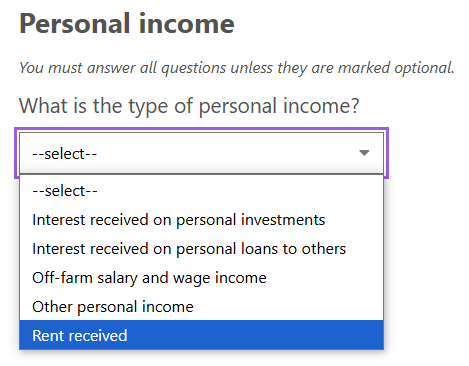 Personal income
You must answer all questions unless they are marked optional.
What is the type of personal income?
--select--
--select--
Interest received on personal investments
Interest received on personal loans to others
Off-farm salary and wage income
Other personal income
Rent received